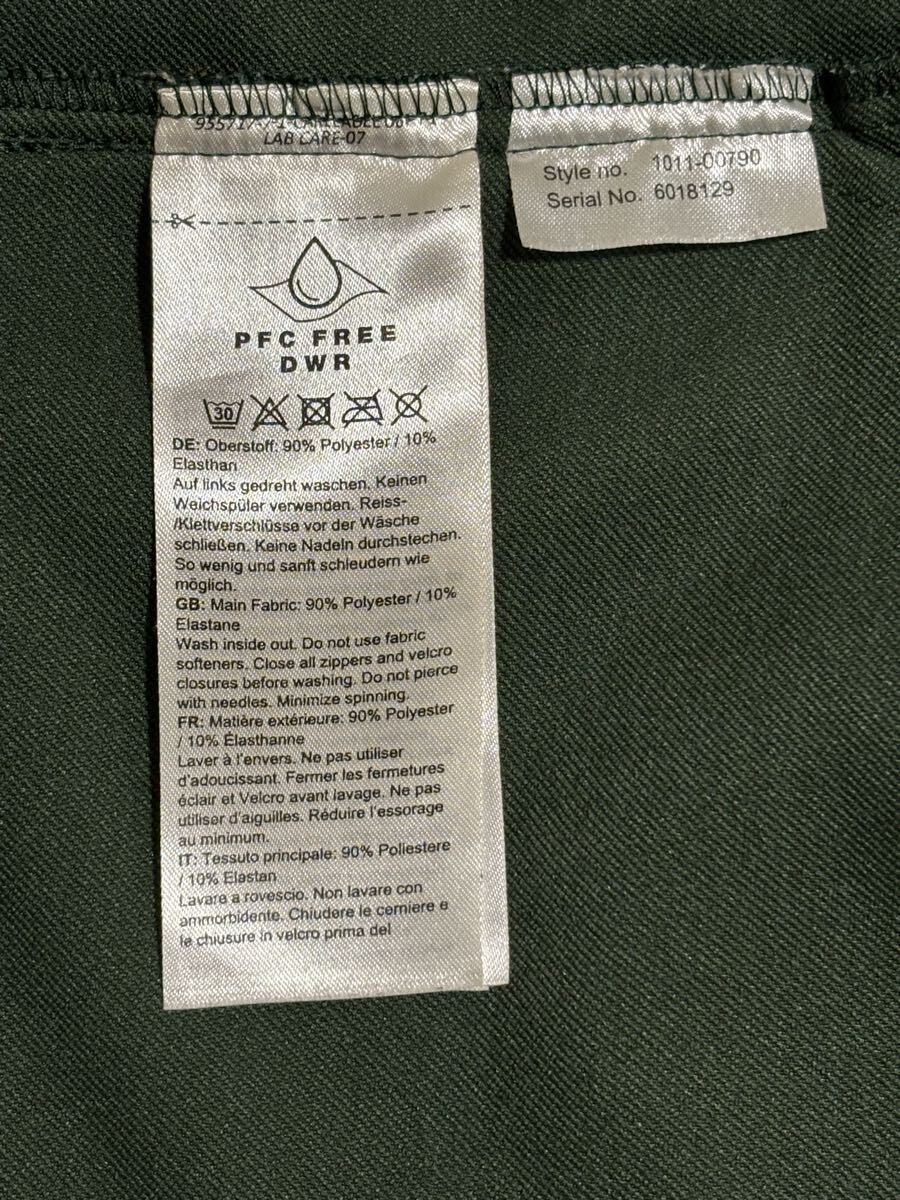 LAB CARE-07
PFC FREE
DWR
30
DE: Oberstoff: 90% Polyester / 10%
Elasthan
Auf links gedreht waschen. Keinen
Weichspüler verwenden. Reiss-
/Klettverschlüsse vor der Wäsche
schließen. Keine Nadeln durchstechen.
So wenig und sanft schleudern wie
möglich.
GB: Main Fabric: 90% Polyester / 10%
Elastane
Wash inside out. Do not use fabric
softeners. Close all zippers and velcro
closures before washing. Do not pierce
with needles. Minimize spinning.
FR: Matière extérieure: 90% Polyester
/ 10% Élasthanne
Laver à l'envers. Ne pas utiliser
d'adoucissant. Fermer les fermetures
éclair et Velcro avant lavage. Ne pas
utiliser d'aiguilles. Réduire l'essorage
au minimum.
IT: Tessuto principale: 90% Poliestere
/ 10% Elastan
Lavare a rovescio. Non lavare con
ammorbidente. Chiudere le cerniere e
le chiusure in velcro prima del
Style no. 1011-00790
Serial No. 6018129